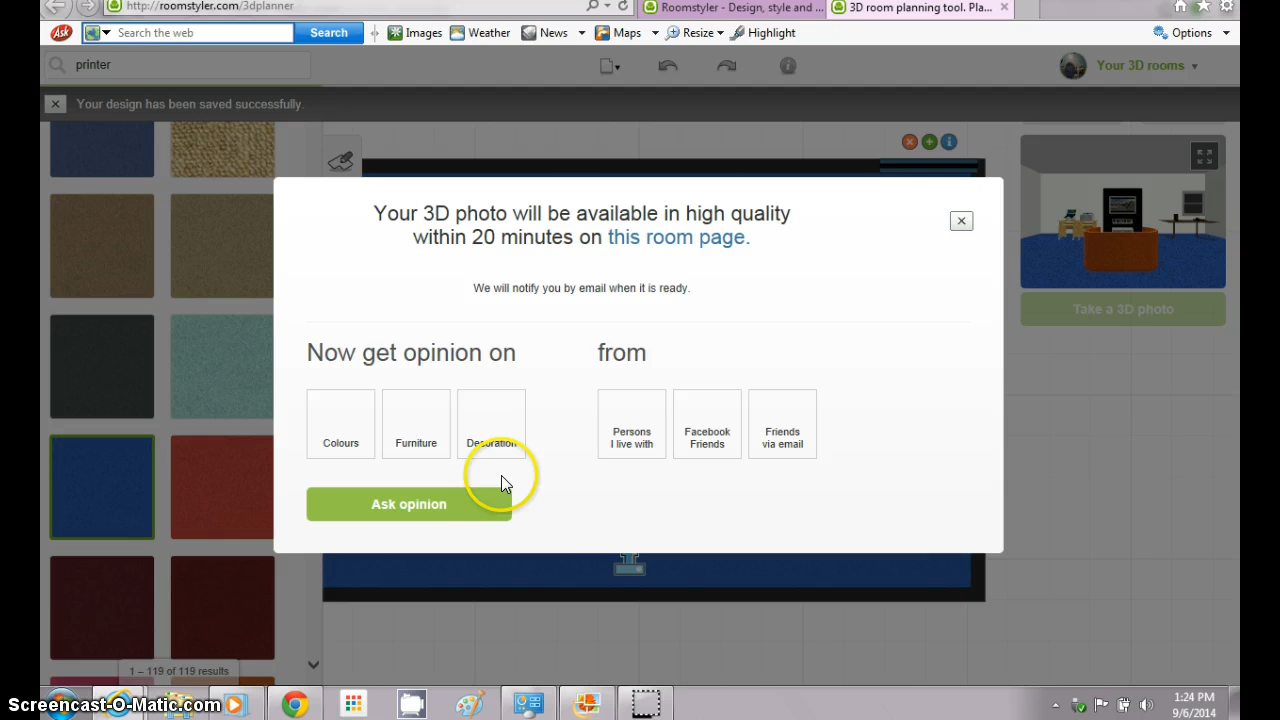 http://roomstyler.com/3dplanner
Roomstyler - Design, style and ...
3D room planning tool. Pla...
Ask
Search the web
Search
Images
Weather
News
Maps
Resize
Highlight
Options
printer
Your 3D rooms
Your design has been saved successfully.
Your 3D photo will be available in high quality
within 20 minutes on this room page.
We will notify you by email when it is ready.
Take a 3D photo
Now get opinion on
from
Colours
Furniture
Decoration
Persons
I live with
Facebook
Friends
Friends
via email
Ask opinion
1 – 119 of 119 results
1:24 PM
9/6/2014
Screencast-O-Matic.com